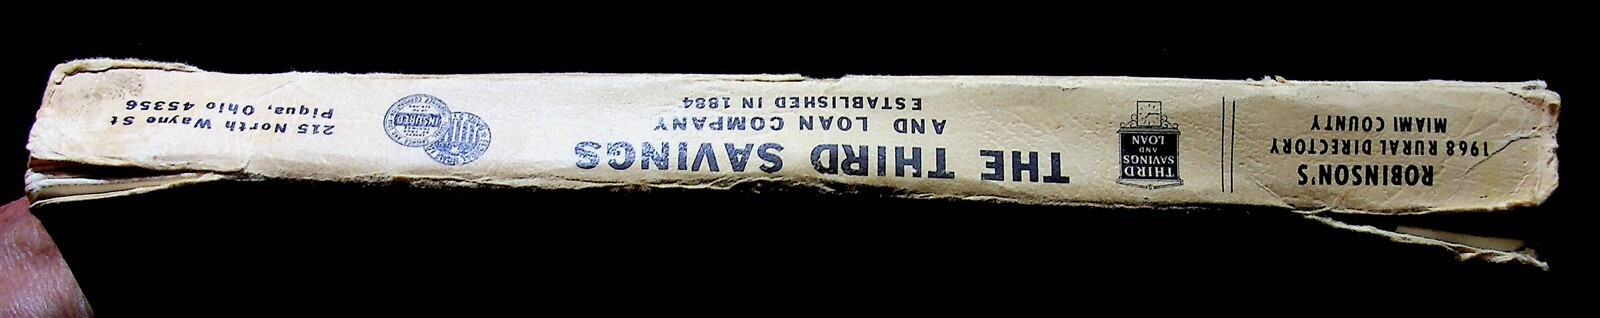 ROBINSON'S
1968 RURAL DIRECTORY
MIAMI COUNTY
THIRD
SAVINGS
AND
LOAN
THE THIRD SAVINGS
AND LOAN COMPANY
ESTABLISHED IN 1884
INSURED
215 North Wayne St
Piqua, Ohio 45356